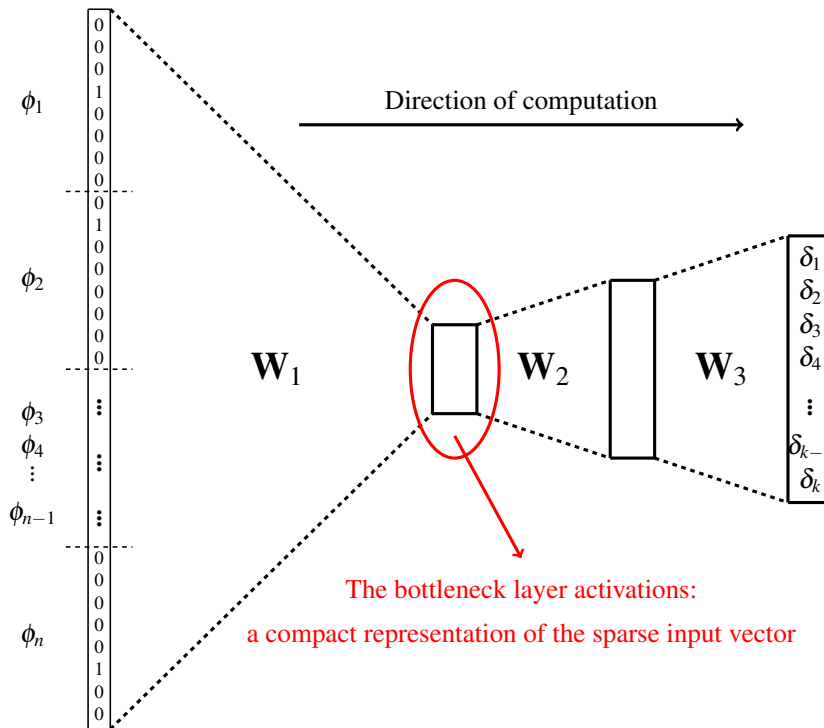 0
0
0
1
0
0
0
0
ϕ₁
0
1
0
0
0
0
0
0
ϕ₂
⋮
⋮
⋮
ϕ₃
ϕ₄
⋮
ϕₙ₋₁
0
0
0
0
0
1
0
0
ϕₙ
Direction of computation
W₁
W₂
W₃
δ₁
δ₂
δ₃
δ₄
⋮
δₖ₋
δₖ
The bottleneck layer activations:
a compact representation of the sparse input vector